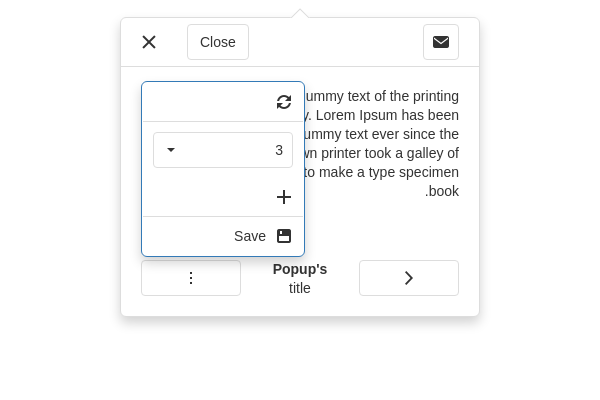 Close
ummy text of the printing
. Lorem Ipsum has been
ummy text ever since the
wn printer took a galley of
to make a type specimen
.book
3
Save
Popup's
title